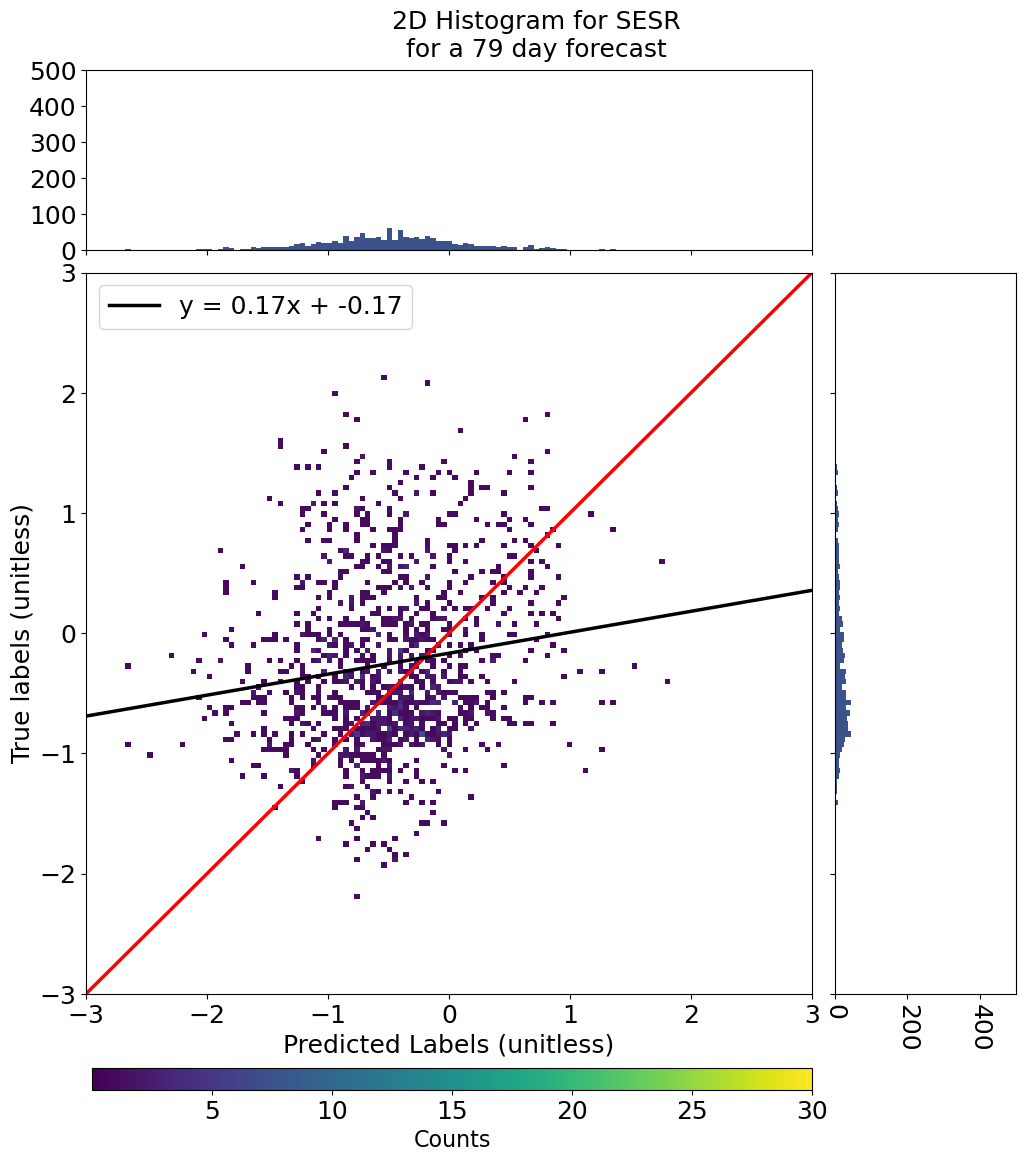 2D Histogram for SESR
for a 79 day forecast
500
400
300
200
100
0
3
2
1
0
−1
−2
−3
True labels (unitless)
y = 0.17x + -0.17
−3 −2 −1 0 1 2 3
Predicted Labels (unitless)
0 200 400
5 10 15 20 25 30
Counts